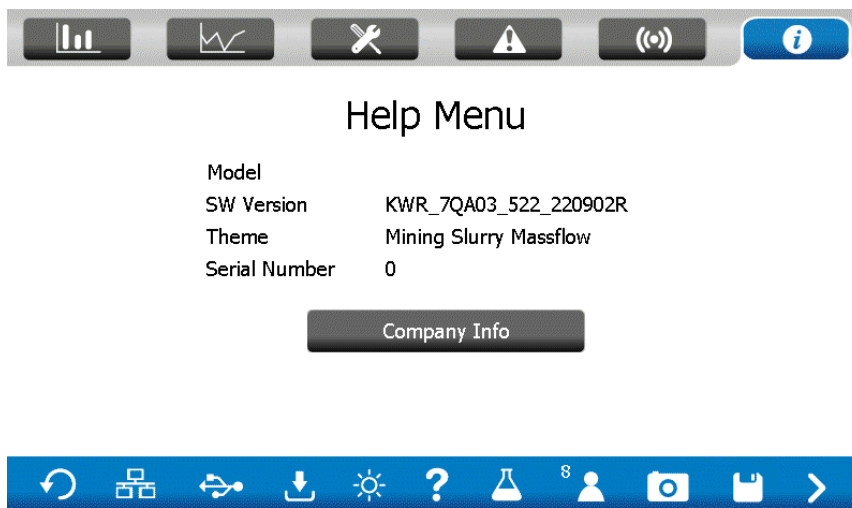 Help Menu
Model
SW Version KWR_7QA03_522_220902R
Theme Mining Slurry Massflow
Serial Number 0
Company Info
? 8